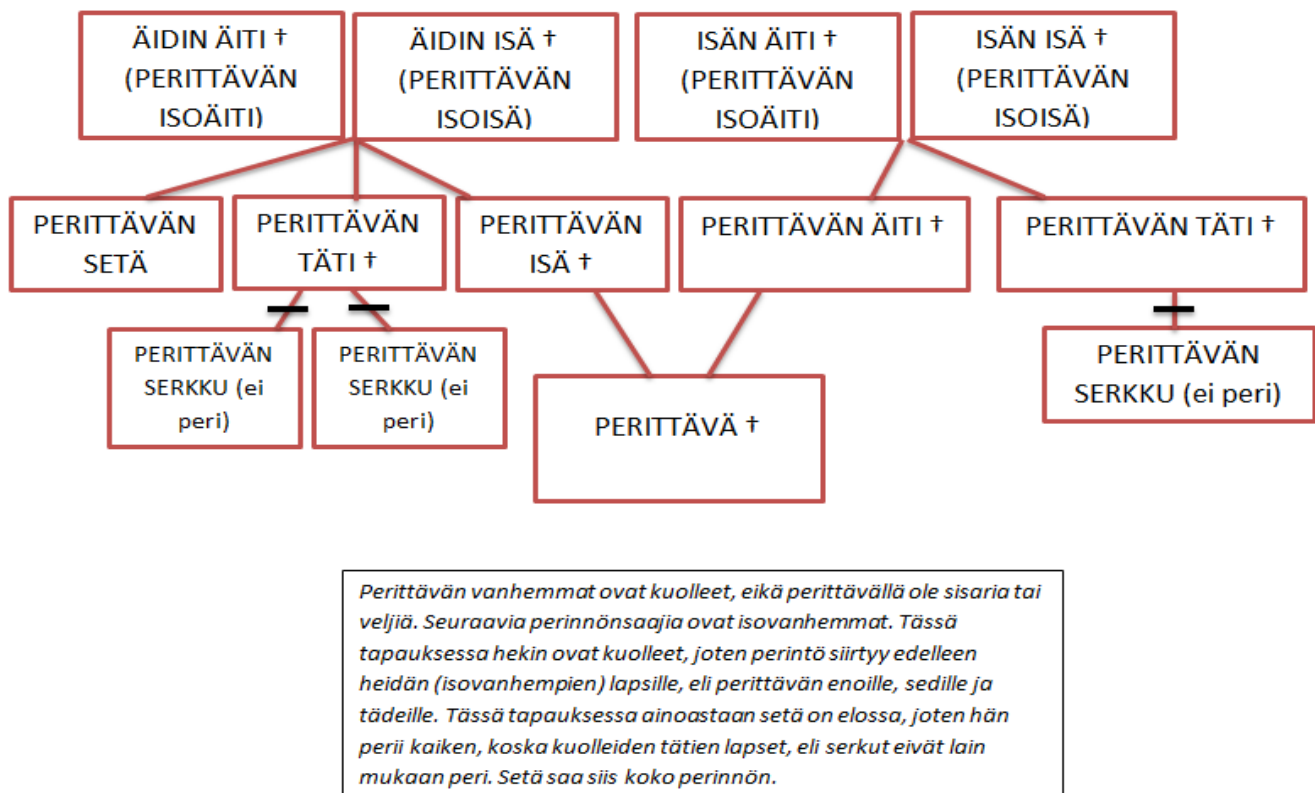 ÄIDIN ÄITI †
(PERITTÄVÄN
ISOÄITI)
ÄIDIN ISÄ †
(PERITTÄVÄN
ISOISÄ)
ISÄN ÄITI †
(PERITTÄVÄN
ISOÄITI)
ISÄN ISÄ †
(PERITTÄVÄN
ISOISÄ)
PERITTÄVÄN
SETÄ
PERITTÄVÄN
TÄTI †
PERITTÄVÄN
ISÄ †
PERITTÄVÄN ÄITI †
PERITTÄVÄN TÄTI †
PERITTÄVÄN
SERKKU (ei
peri)
PERITTÄVÄN
SERKKU (ei
peri)
PERITTÄVÄN
SERKKU (ei peri)
PERITTÄVÄ †
Perittävän vanhemmat ovat kuolleet, eikä perittävällä ole sisaria tai
veljiä. Seuraavia perinnönsaajia ovat isovanhemmat. Tässä
tapauksessa hekin ovat kuolleet, joten perintö siirtyy edelleen
heidän (isovanhempien) lapsille, eli perittävän enoille, sedille ja
tädeille. Tässä tapauksessa ainoastaan setä on elossa, joten hän
perii kaiken, koska kuolleiden tätien lapset, eli serkut eivät lain
mukaan peri. Setä saa siis koko perinnön.